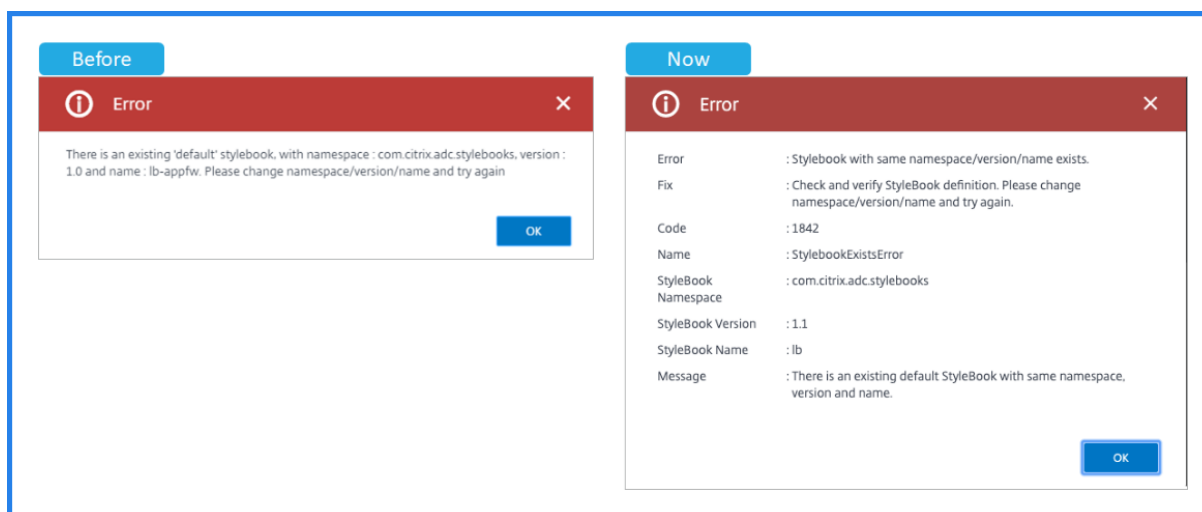 Before
Error
There is an existing 'default' stylebook, with namespace : com.citrix.adc.stylebooks, version :
1.0 and name : lb-appfw. Please change namespace/version/name and try again
OK
Now
Error
Error : Stylebook with same namespace/version/name exists.
Fix : Check and verify StyleBook definition. Please change
namespace/version/name and try again.
Code : 1842
Name : StylebookExistsError
StyleBook : com.citrix.adc.stylebooks
Namespace
StyleBook Version : 1.1
StyleBook Name : lb
Message : There is an existing default StyleBook with same namespace,
version and name.
OK